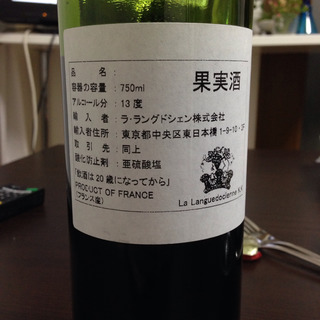 品名:
果実酒
容器の容量:750ml
アルコール分:13度
輸入者:ラ・ラングドシェン株式会社
輸入者住所:東京都中央区東日本橋1-9-10・3F
取引先:同上
酸化防止剤:亜硫酸塩
「飲酒は20歳になってから」
PRODUCT OF FRANCE
(フランス産)
La Languedocienne K.K.